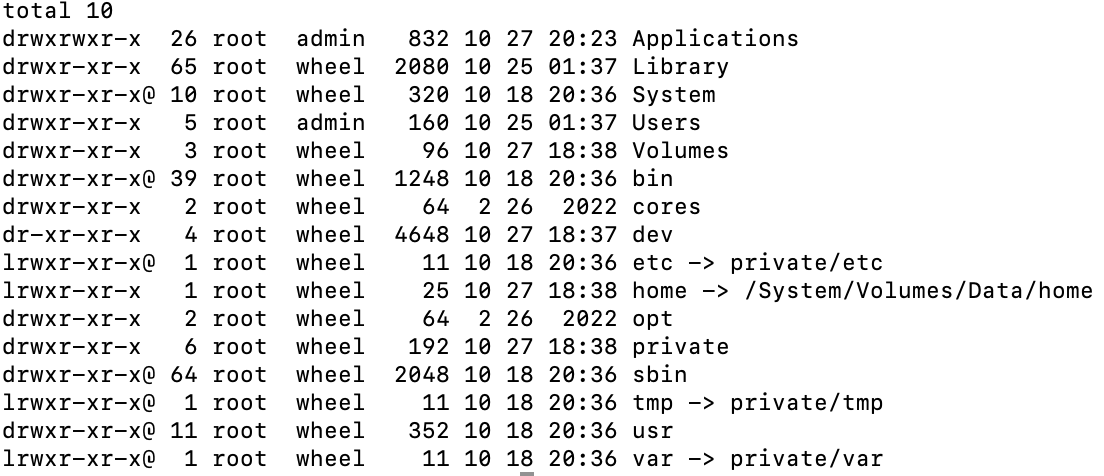 total 10
drwxrwxr-x  26 root  admin   832 10 27 20:23 Applications
drwxr-xr-x  65 root  wheel  2080 10 25 01:37 Library
drwxr-xr-x@ 10 root  wheel   320 10 18 20:36 System
drwxr-xr-x   5 root  admin   160 10 25 01:37 Users
drwxr-xr-x   3 root  wheel    96 10 27 18:38 Volumes
drwxr-xr-x@ 39 root  wheel  1248 10 18 20:36 bin
drwxr-xr-x   2 root  wheel    64  2 26  2022 cores
dr-xr-xr-x   4 root  wheel  4648 10 27 18:37 dev
lrwxr-xr-x@  1 root  wheel    11 10 18 20:36 etc -> private/etc
lrwxr-xr-x   1 root  wheel    25 10 27 18:38 home -> /System/Volumes/Data/home
drwxr-xr-x   2 root  wheel    64  2 26  2022 opt
drwxr-xr-x   6 root  wheel   192 10 27 18:38 private
drwxr-xr-x@ 64 root  wheel  2048 10 18 20:36 sbin
lrwxr-xr-x@  1 root  wheel    11 10 18 20:36 tmp -> private/tmp
drwxr-xr-x@ 11 root  wheel   352 10 18 20:36 usr
lrwxr-xr-x@  1 root  wheel    11 10 18 20:36 var -> private/var